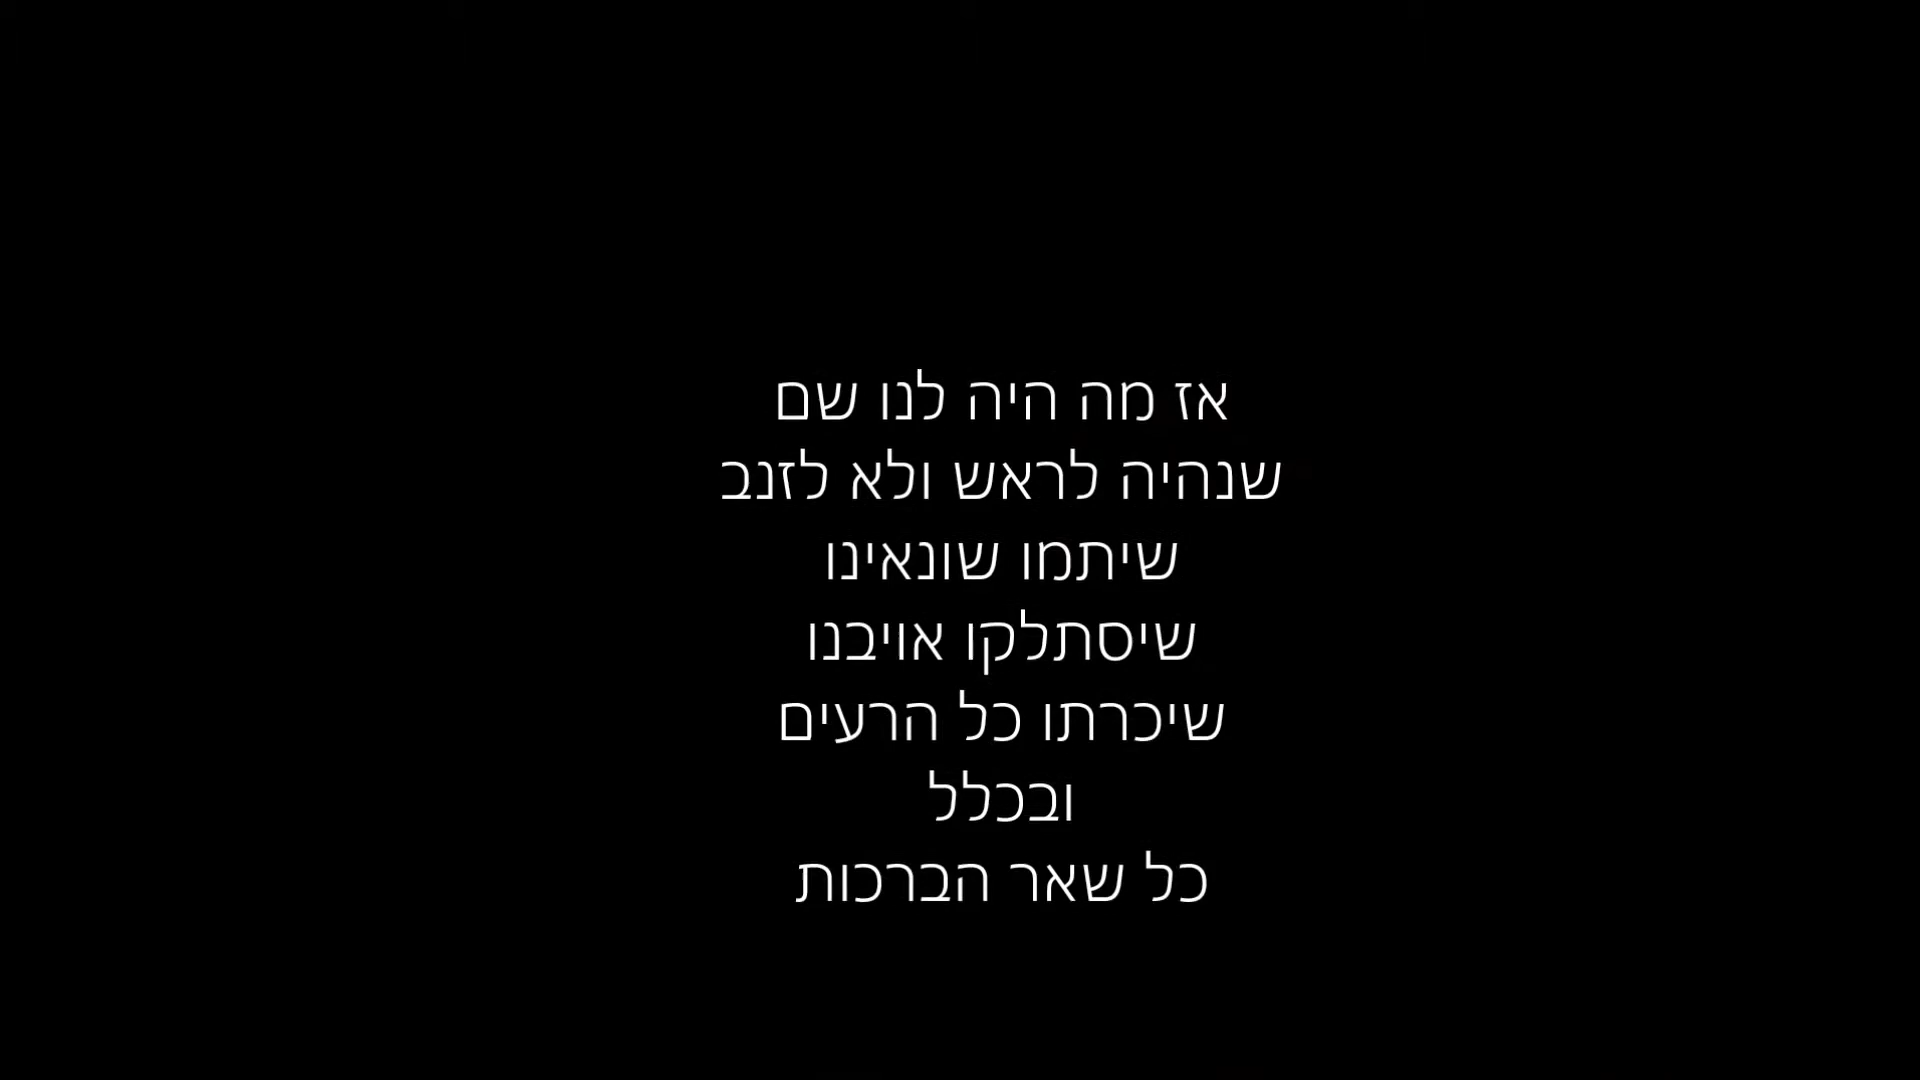 אז מה היה לנו שם
שנהיה לראש ולא לזנב
שיתמו שונאינו
שיסתלקו אויבנו
שיכרתו כל הרעים
ובכלל
כל שאר הברכות